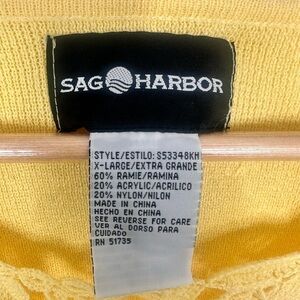 SAG HARBOR
STYLE/ESTILO: S53348KH
X-LARGE/EXTRA GRANDE
60% RAMIE/RAMINA
20% ACRYLIC/ACRILICO
20% NYLON/NILON
MADE IN CHINA
HECHO EN CHINA
SEE REVERSE FOR CARE
VER AL DORSO PARA
CUIDADO
RN 51735